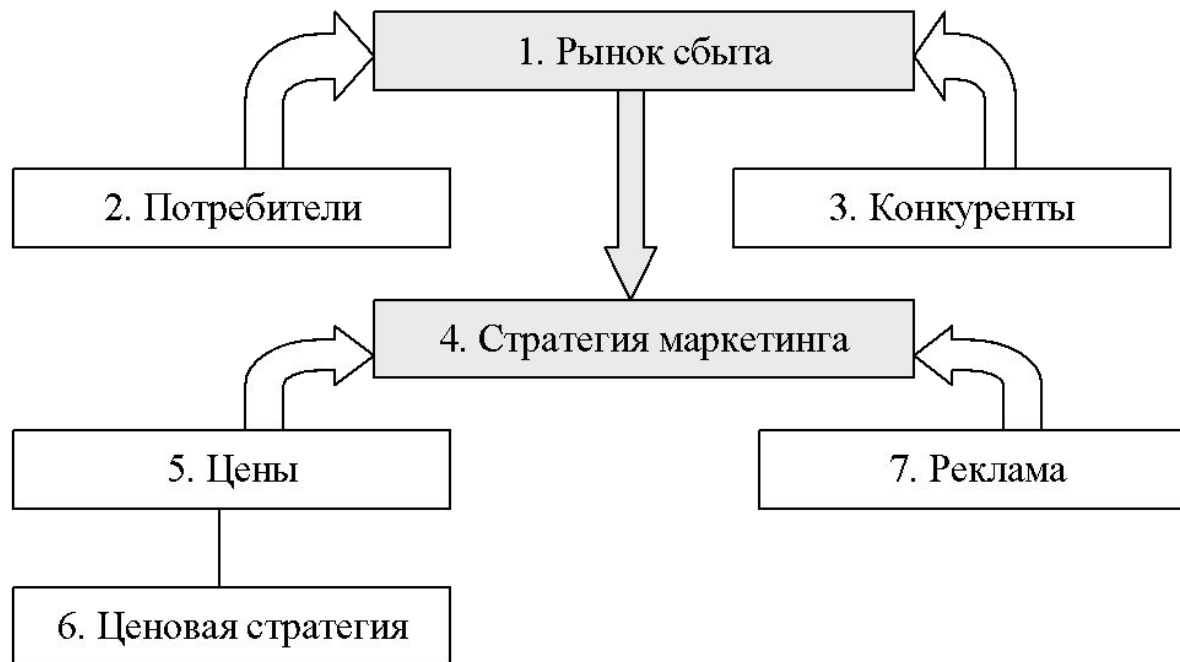 1. Рынок сбыта
2. Потребители
3. Конкуренты
4. Стратегия маркетинга
5. Цены
7. Реклама
6. Ценовая стратегия